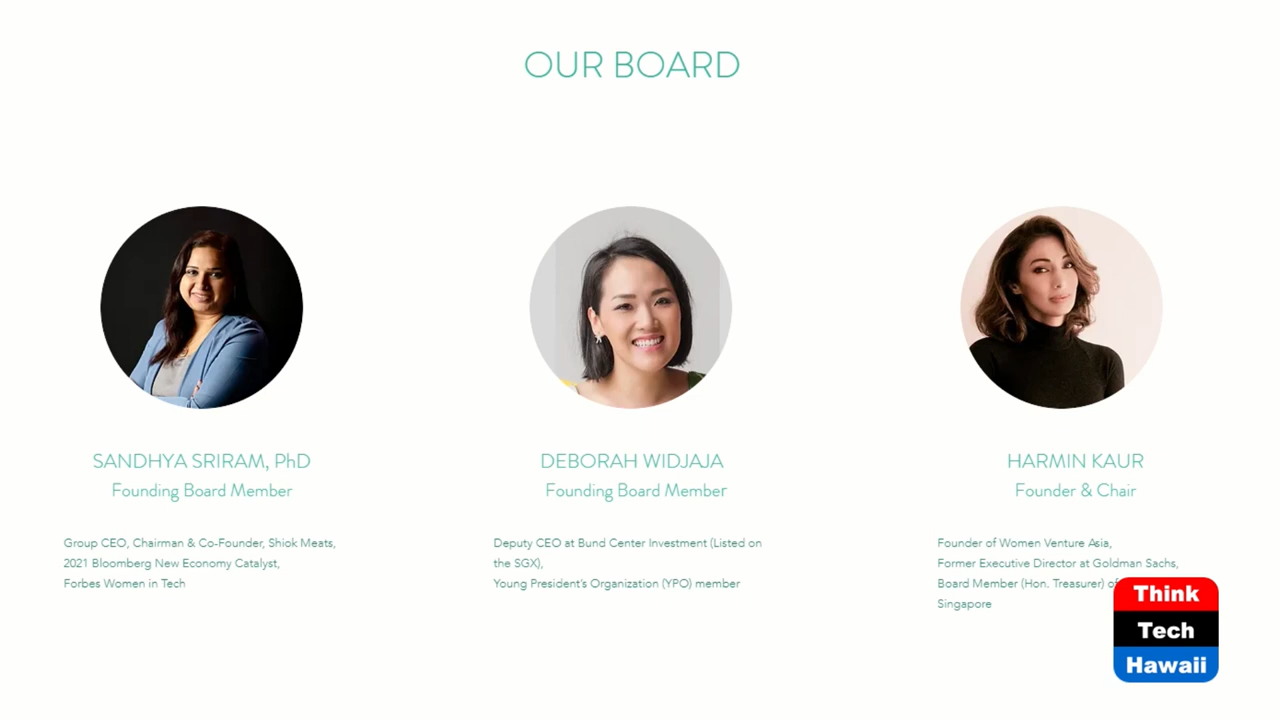 OUR BOARD
SANDHYA SRIRAM, PhD
Founding Board Member
Group CEO, Chairman & Co-Founder, Shiok Meats,
2021 Bloomberg New Economy Catalyst,
Forbes Women in Tech
DEBORAH WIDJAJA
Founding Board Member
Deputy CEO at Bund Center Investment (Listed on
the SGX),
Young President's Organization (YPO) member
HARMIN KAUR
Founder & Chair
Founder of Women Venture Asia,
Former Executive Director at Goldman Sachs,
Board Member (Hon. Treasurer) of
Singapore
Think
Tech
Hawaii